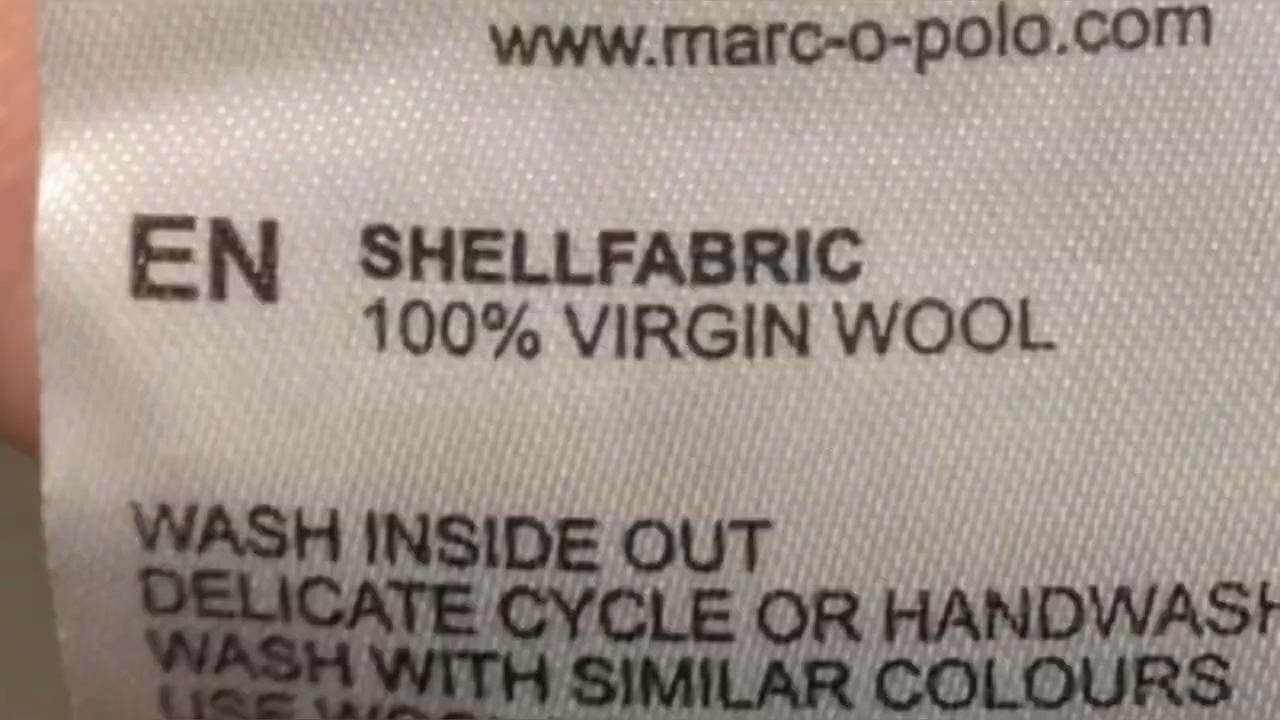 www.marc-o-polo.com
EN SHELLFABRIC
100% VIRGIN WOOL
WASH INSIDE OUT
DELICATE CYCLE OR HANDWASH
WASH WITH SIMILAR COLOURS
USE